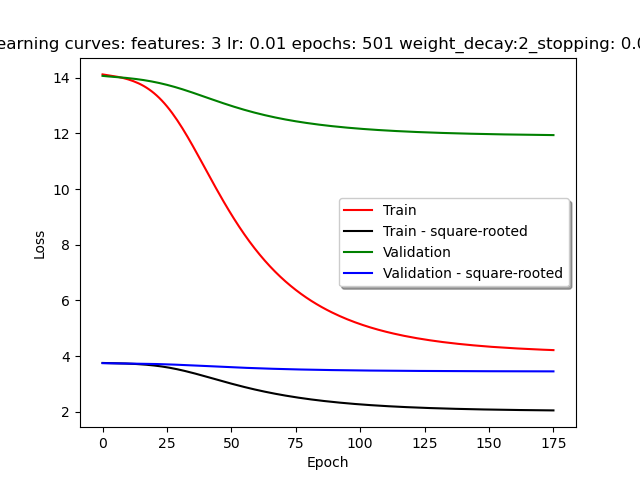 earning curves: features: 3 lr: 0.01 epochs: 501 weight_decay:2_stopping: 0.0
14
12
10
8
6
4
2
Loss
Train
Train - square-rooted
Validation
Validation - square-rooted
0 25 50 75 100 125 150 175
Epoch